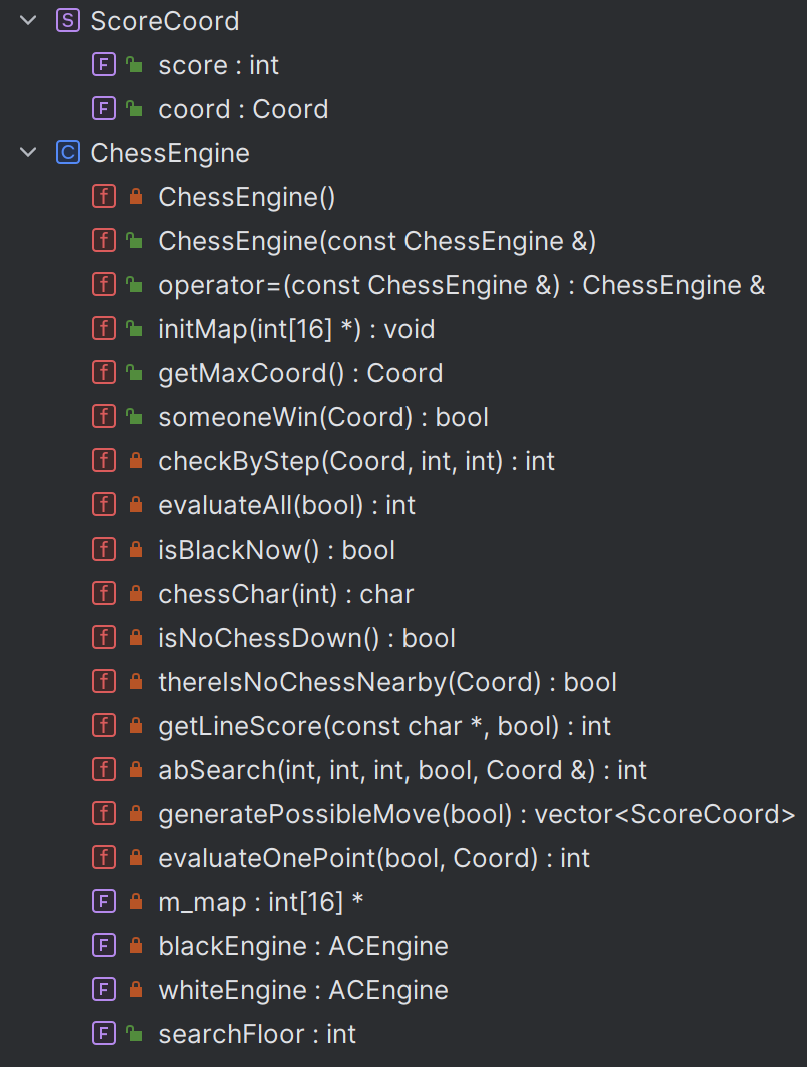 S ScoreCoord
F score : int
F coord : Coord
C ChessEngine
f ChessEngine()
f ChessEngine(const ChessEngine &)
f operator=(const ChessEngine &) : ChessEngine &
f initMap(int[16] *) : void
f getMaxCoord() : Coord
f someoneWin(Coord) : bool
f checkByStep(Coord, int, int) : int
f evaluateAll(bool) : int
f isBlackNow() : bool
f chessChar(int) : char
f isNoChessDown() : bool
f thereIsNoChessNearby(Coord) : bool
f getLineScore(const char *, bool) : int
f abSearch(int, int, int, bool, Coord &) : int
f generatePossibleMove(bool) : vector<ScoreCoord>
f evaluateOnePoint(bool, Coord) : int
F m_map : int[16] *
F blackEngine : ACEngine
F whiteEngine : ACEngine
F searchFloor : int